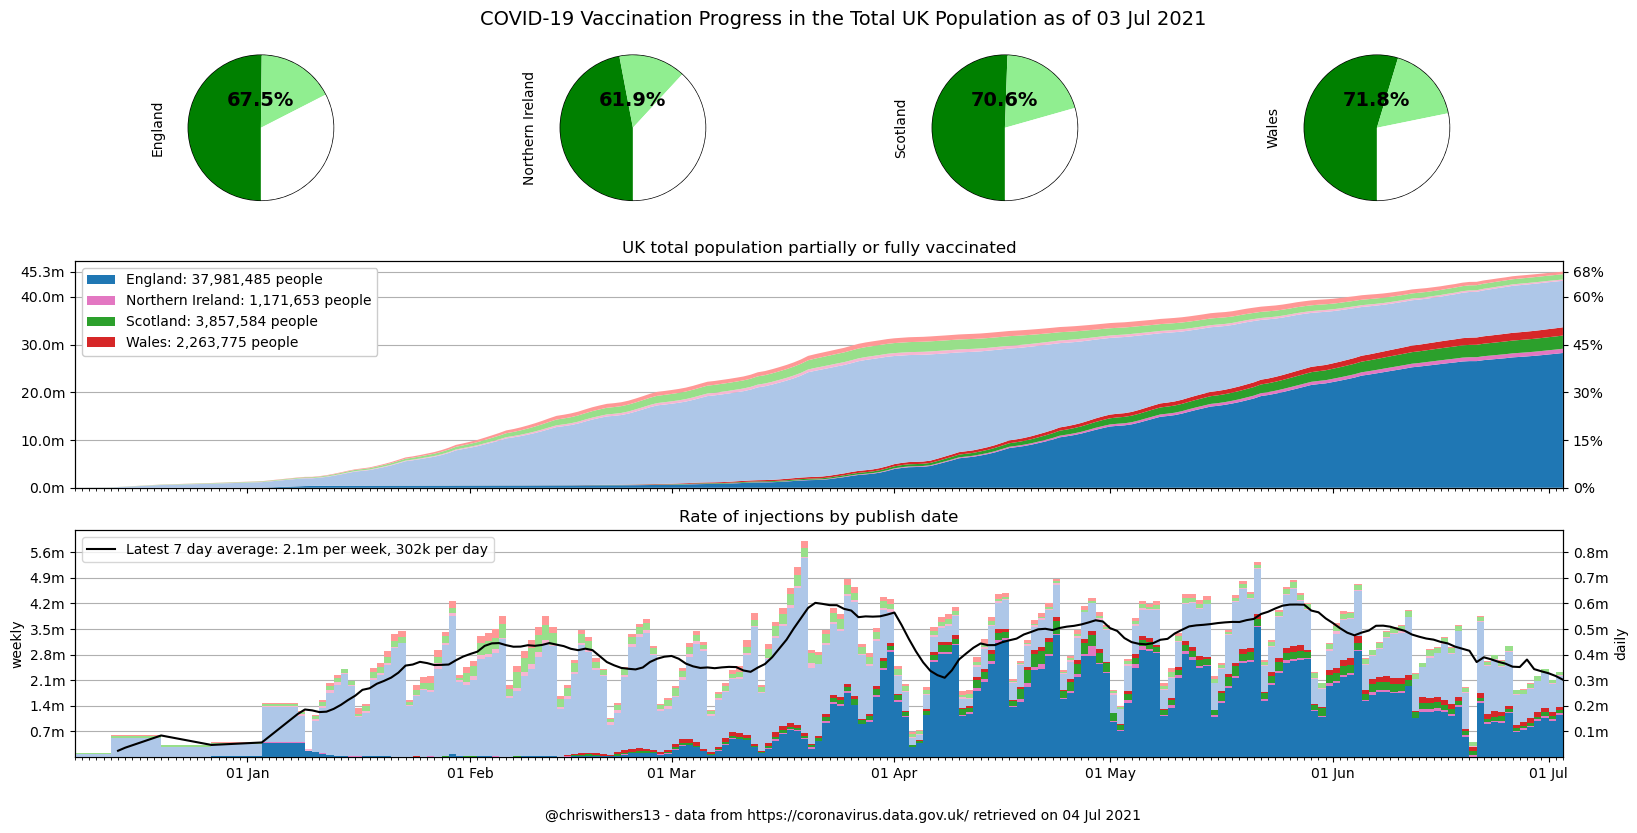 COVID-19 Vaccination Progress in the Total UK Population as of 03 Jul 2021
England
67.5%
Northern Ireland
61.9%
Scotland
70.6%
Wales
71.8%
UK total population partially or fully vaccinated
45.3m
40.0m
30.0m
20.0m
10.0m
0.0m
England: 37,981,485 people
Northern Ireland: 1,171,653 people
Scotland: 3,857,584 people
Wales: 2,263,775 people
68%
60%
45%
30%
15%
0%
Rate of injections by publish date
weekly
5.6m
4.9m
4.2m
3.5m
2.8m
2.1m
1.4m
0.7m
Latest 7 day average: 2.1m per week, 302k per day
0.8m
0.7m
0.6m
0.5m
0.4m
0.3m
0.2m
0.1m
daily
01 Jan
01 Feb
01 Mar
01 Apr
01 May
01 Jun
01 Jul
@chriswithers13 - data from https://coronavirus.data.gov.uk/ retrieved on 04 Jul 2021